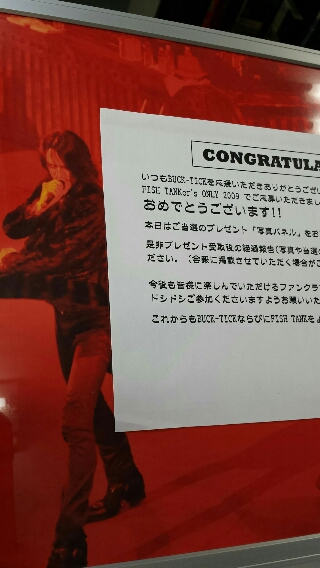 CONGRATULA
いつもBUCK-TICKを応援いただきありがとうござい
FISH TANKer's ONLY 2009 でご応募いただきまし
おめでとうございます!!
本日はご当選のプレゼント「写真パネル」をお
是非プレゼント受取後の経過報告(写真や当選の
ださい。(会報に掲載させていただく場合がご
今後も皆様に楽しんでいただけるファンクラ
ドシドシご参加くださいますようお願いいた
これからもBUCK-TICKならびにFISH TANKをよ